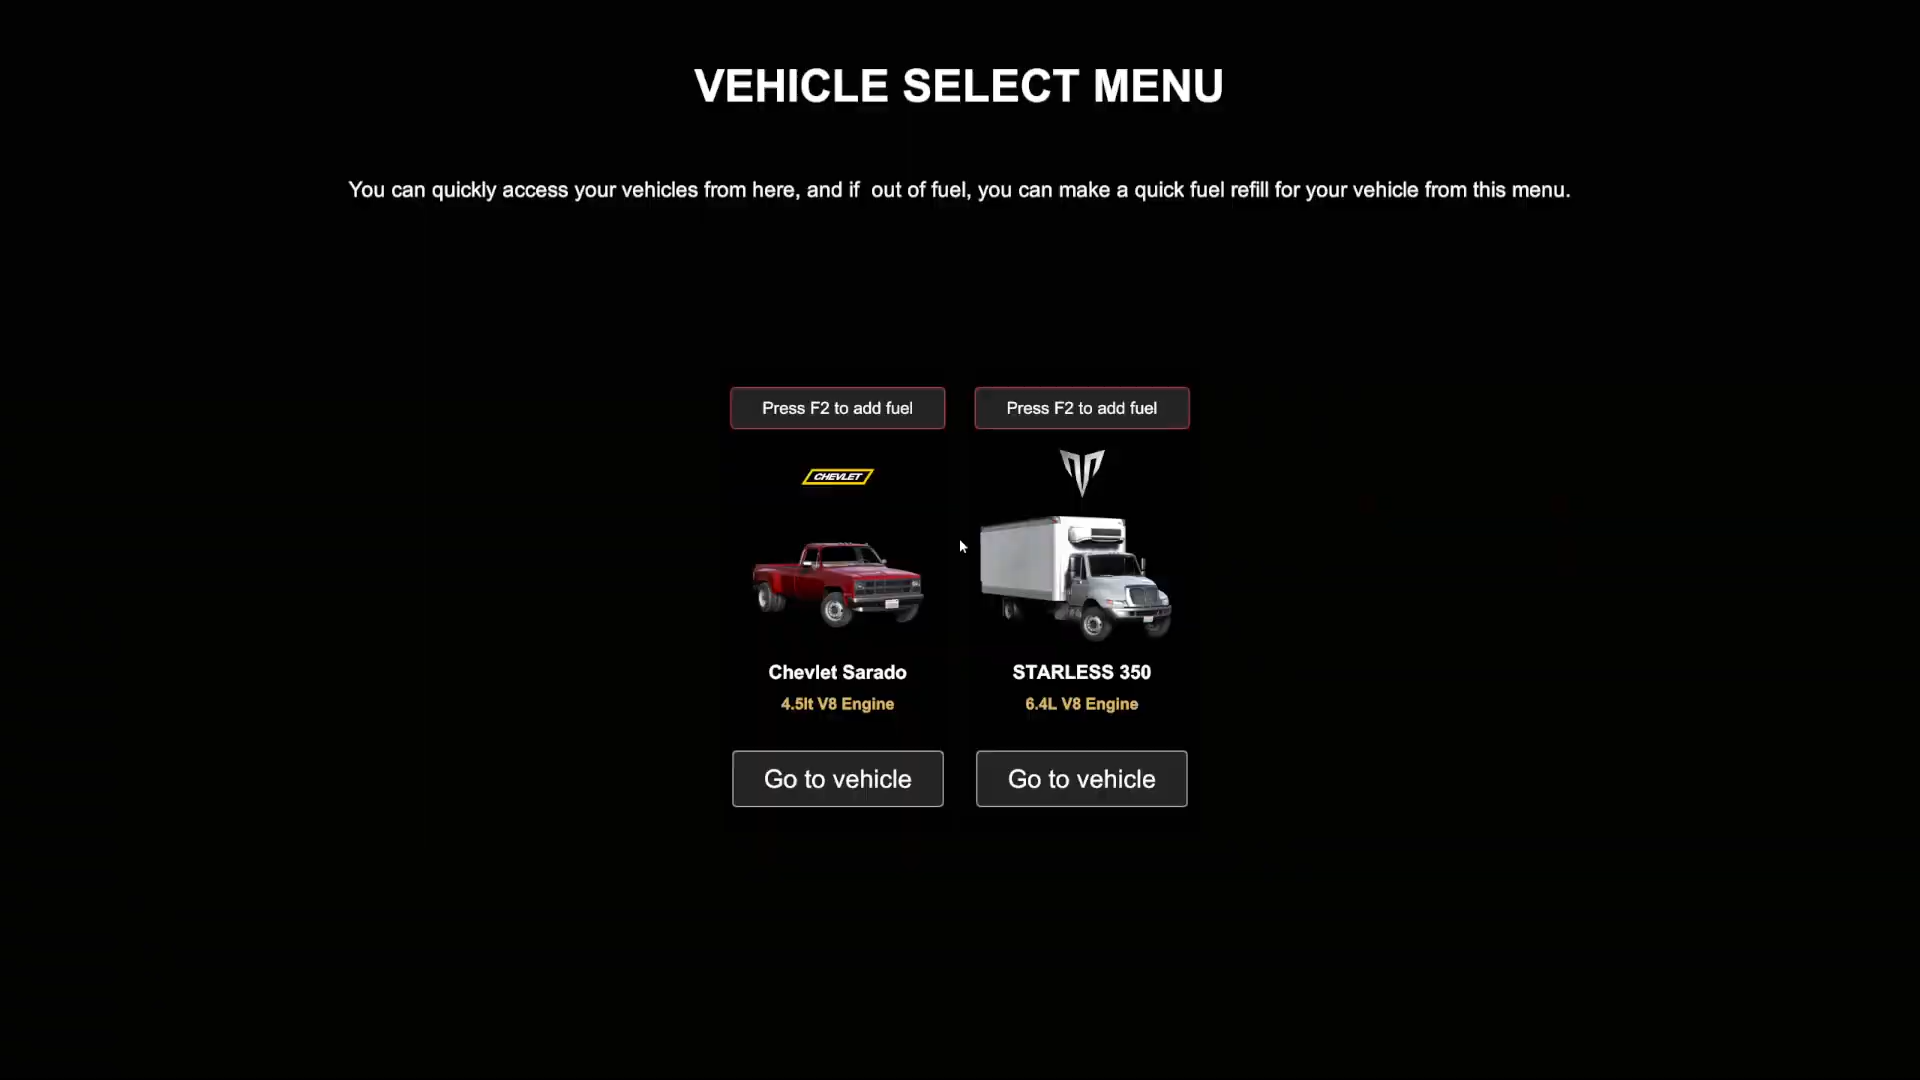 VEHICLE SELECT MENU
You can quickly access your vehicles from here, and if  out of fuel, you can make a quick fuel refill for your vehicle from this menu.
Press F2 to add fuel
Press F2 to add fuel
CHEVLET
Chevlet Sarado
STARLESS 350
4.5lt V8 Engine
6.4L V8 Engine
Go to vehicle
Go to vehicle